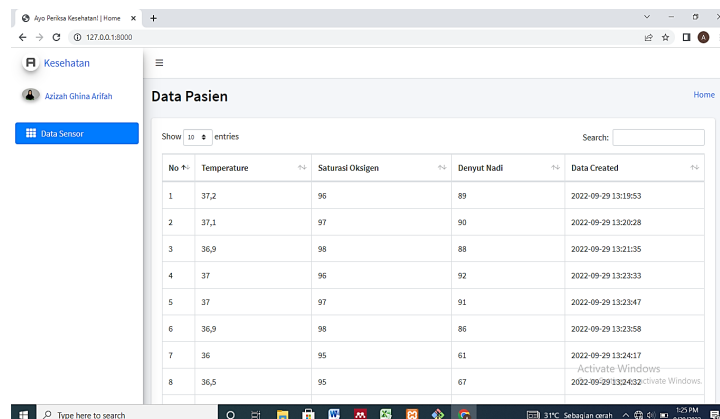 Ayo Periksa Kesehatan! | Home
127.0.0.1:8000
Kesehatan
Azizah Ghina Arifah
Data Sensor
Data Pasien
Home
Show 10 entries
Search:
No Temperature Saturasi Oksigen Denyut Nadi Data Created
1 37,2 96 89 2022-09-29 13:19:53
2 37,1 97 90 2022-09-29 13:20:28
3 36,9 98 88 2022-09-29 13:21:35
4 37 96 92 2022-09-29 13:23:33
5 37 97 91 2022-09-29 13:23:47
6 36,9 98 86 2022-09-29 13:23:58
7 36 95 61 2022-09-29 13:24:17
8 36,5 95 67 2022-09-29 13:24:32
Activate Windows
Type here to search
31°C Sebagian cerah
1:25 PM